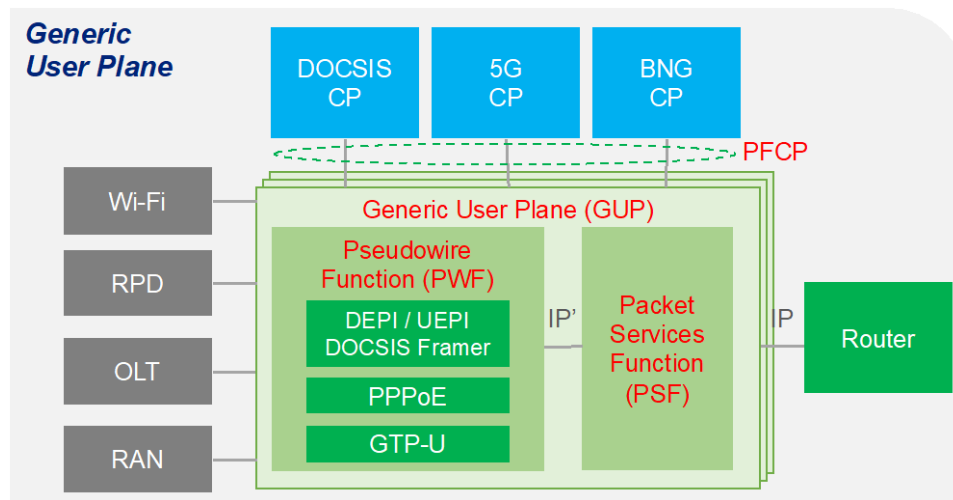 Generic
User Plane
DOCSIS
CP
5G
CP
BNG
CP
PFCP
Wi-Fi
RPD
OLT
RAN
Generic User Plane (GUP)
Pseudowire
Function (PWF)
DEPI / UEPI
DOCSIS Framer
PPPoE
GTP-U
IP’
Packet
Services
Function
(PSF)
IP
Router